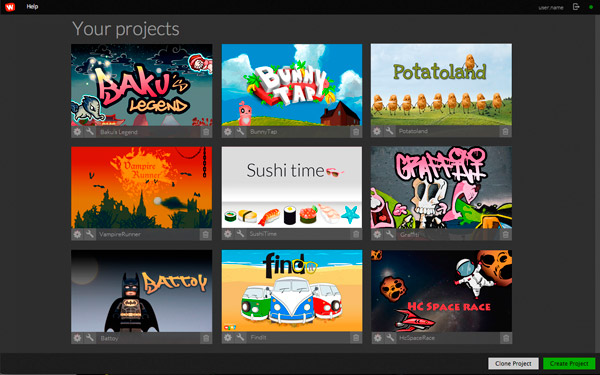 W Help user.name
Your projects
BAKU's
LEGEND
BUNNY
TAP
Potatoland
Baku's Legend
BunnyTap
Potatoland
Vampire
Runner
Sushi time
GRAFFITI
VampireRunner
SushiTime
Graffiti
BATTOY
find
IT
HC SPACE RACE
Battoy
FindIt
HcSpaceRace
Clone Project
Create Project